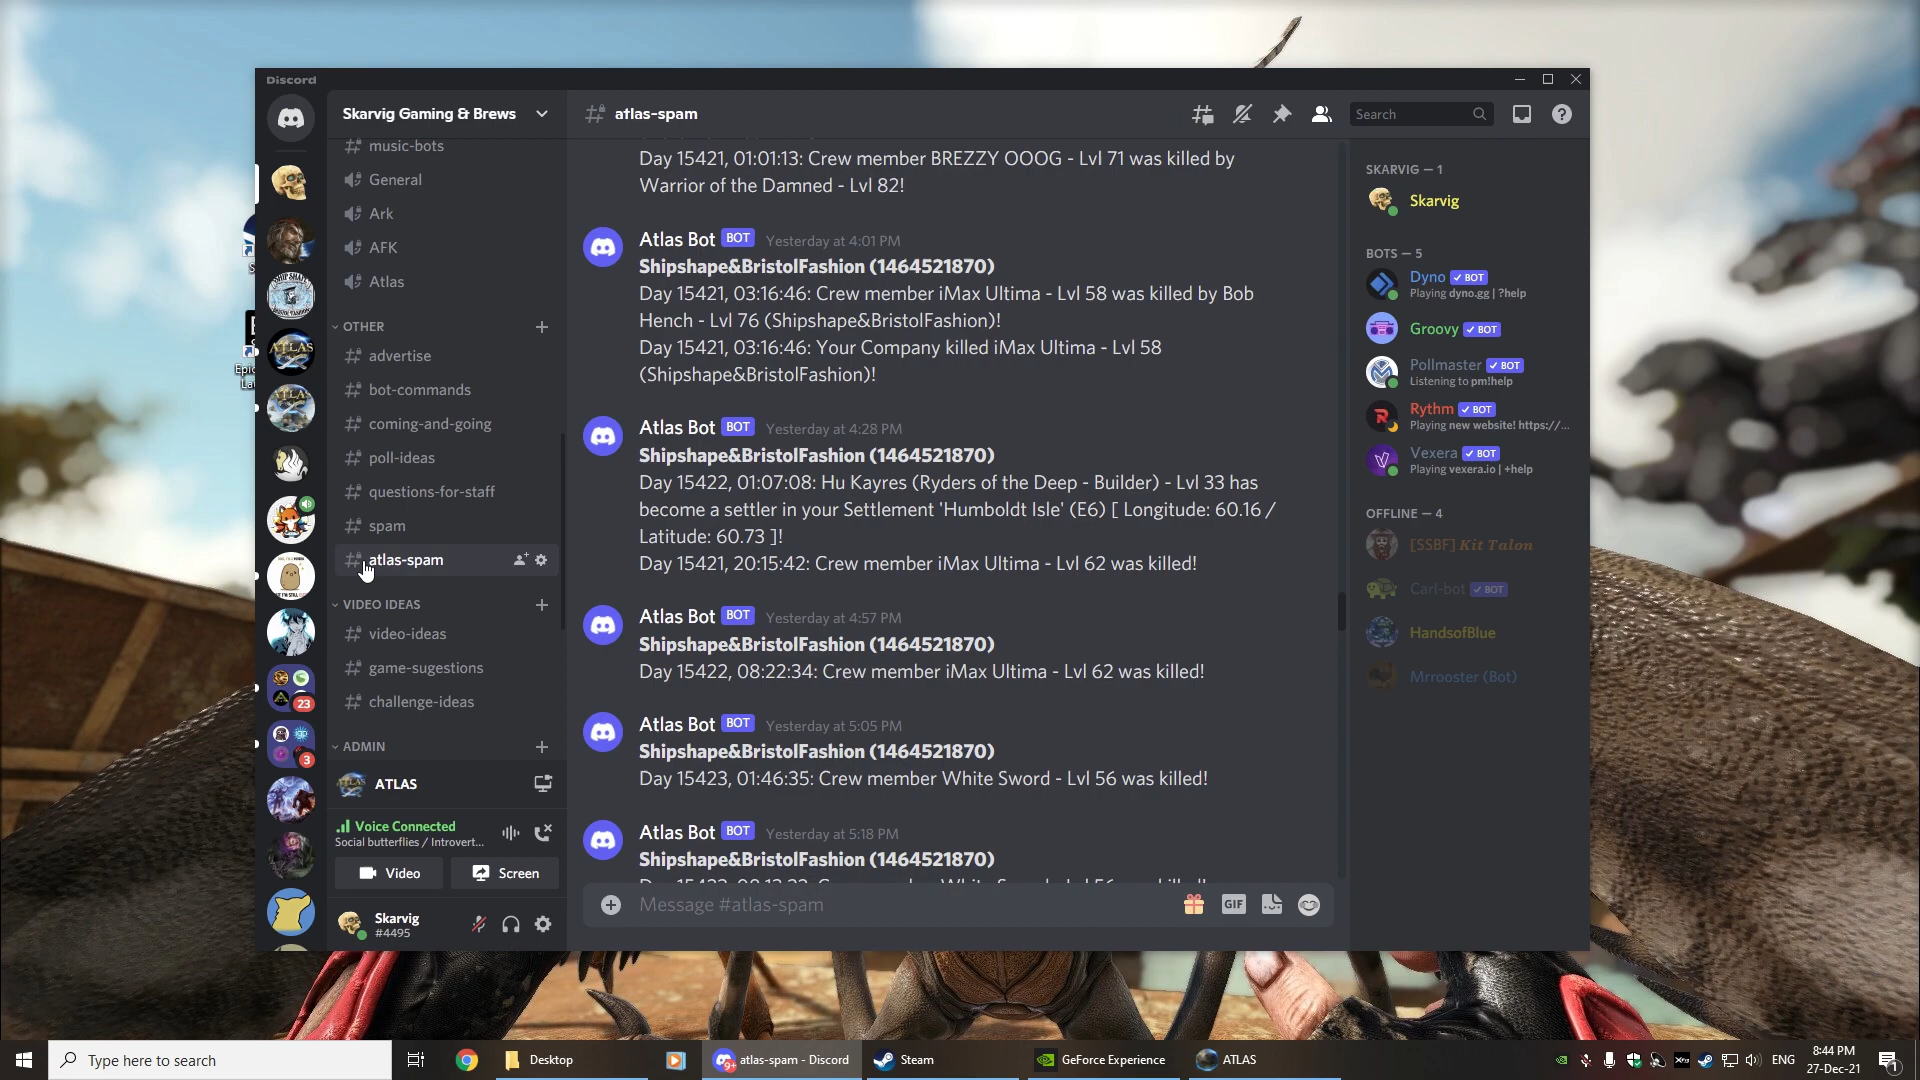 Discord
Skarvig Gaming & Brews
music-bots
General
Ark
AFK
Atlas
OTHER
advertise
bot-commands
coming-and-going
poll-ideas
questions-for-staff
spam
atlas-spam
VIDEO IDEAS
video-ideas
game-sugestions
challenge-ideas
ADMIN
ATLAS
Voice Connected
Social butterflies / Introvert...
Video
Screen
Skarvig
#4495
23
3
atlas-spam
Search
Day 15421, 01:01:13: Crew member BREZZY OOOG - Lvl 71 was killed by
Warrior of the Damned - Lvl 82!
Atlas Bot BOT Yesterday at 4:01 PM
Shipshape&BristolFashion (1464521870)
Day 15421, 03:16:46: Crew member iMax Ultima - Lvl 58 was killed by Bob
Hench - Lvl 76 (Shipshape&BristolFashion)!
Day 15421, 03:16:46: Your Company killed iMax Ultima - Lvl 58
(Shipshape&BristolFashion)!
Atlas Bot BOT Yesterday at 4:28 PM
Shipshape&BristolFashion (1464521870)
Day 15422, 01:07:08: Hu Kayres (Ryders of the Deep - Builder) - Lvl 33 has
become a settler in your Settlement 'Humboldt Isle' (E6) [ Longitude: 60.16 /
Latitude: 60.73 ]!
Day 15421, 20:15:42: Crew member iMax Ultima - Lvl 62 was killed!
Atlas Bot BOT Yesterday at 4:57 PM
Shipshape&BristolFashion (1464521870)
Day 15422, 08:22:34: Crew member iMax Ultima - Lvl 62 was killed!
Atlas Bot BOT Yesterday at 5:05 PM
Shipshape&BristolFashion (1464521870)
Day 15423, 01:46:35: Crew member White Sword - Lvl 56 was killed!
Atlas Bot BOT Yesterday at 5:18 PM
Shipshape&BristolFashion (1464521870)
Message #atlas-spam
GIF
SKARVIG — 1
Skarvig
BOTS — 5
Dyno BOT
Playing dyno.gg | ?help
Groovy BOT
Pollmaster BOT
Listening to pm!help
Rythm BOT
Playing new website! https://...
Vexera BOT
Playing vexera.io | +help
OFFLINE — 4
[SSBF] Kit Talon
Carl-bot BOT
HandsofBlue
Mrrooster (Bot)
Type here to search
Desktop
atlas-spam - Discord
Steam
GeForce Experience
ATLAS
ENG
8:44 PM
27-Dec-21
1